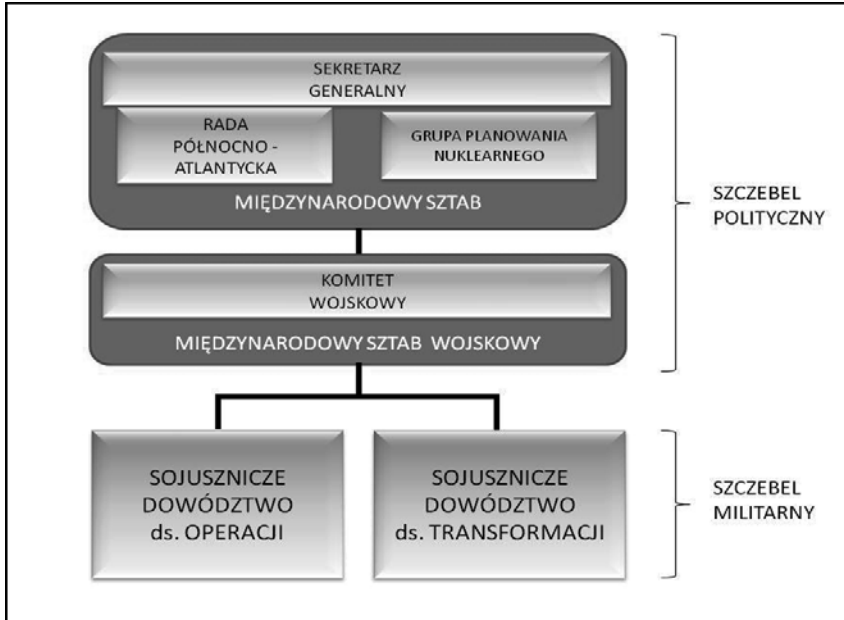 SEKRETARZ
GENERALNY
RADA
PÓŁNOCNO -
ATLANTYCKA
GRUPA PLANOWANIA
NUKLEARNEGO
MIĘDZYNARODOWY SZTAB
KOMITET
WOJSKOWY
MIĘDZYNARODOWY SZTAB WOJSKOWY
SZCZEBEL
POLITYCZNY
SOJUSZNICZE
DOWÓDZTWO
ds. OPERACJI
SOJUSZNICZE
DOWÓDZTWO
ds. TRANSFORMACJI
SZCZEBEL
MILITARNY